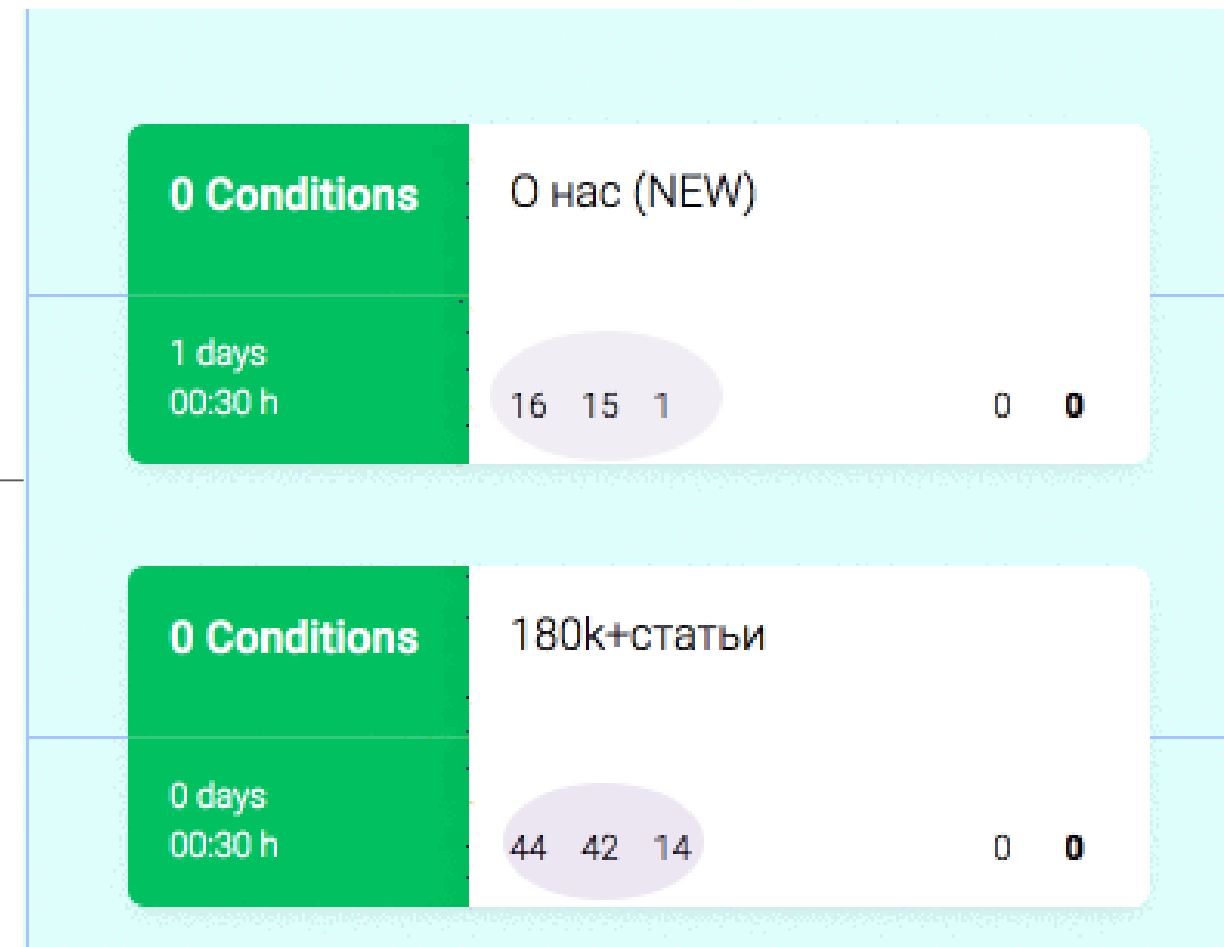 0 Conditions
О нас (NEW)
1 days
00:30 h
16 15 1
0 0
0 Conditions
180k+статьи
0 days
00:30 h
44 42 14
0 0